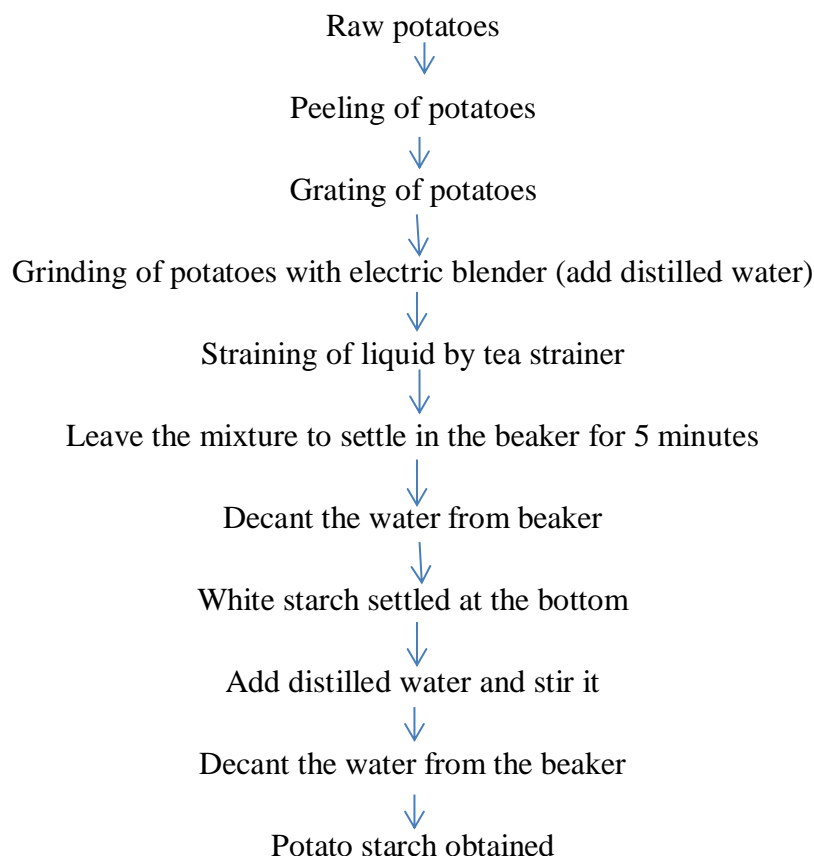 Raw potatoes
Peeling of potatoes
Grating of potatoes
Grinding of potatoes with electric blender (add distilled water)
Straining of liquid by tea strainer
Leave the mixture to settle in the beaker for 5 minutes
Decant the water from beaker
White starch settled at the bottom
Add distilled water and stir it
Decant the water from the beaker
Potato starch obtained